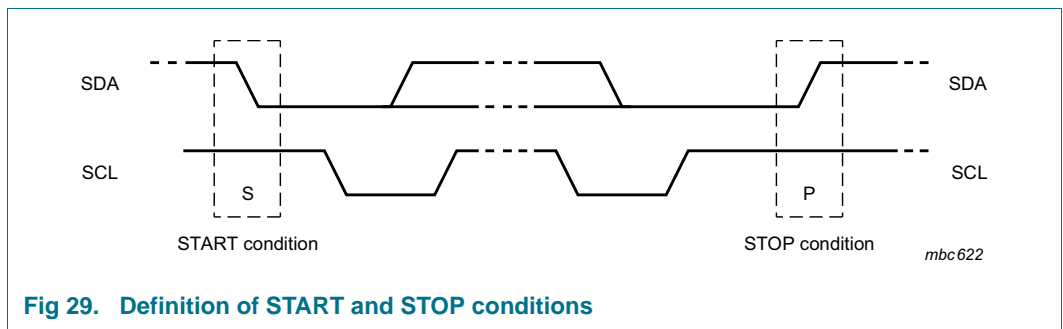 SDA
SDA
SCL
SCL
S
P
START condition
STOP condition
mbc622
Fig 29. Definition of START and STOP conditions